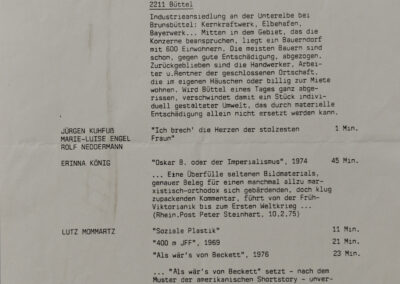 2211 Büttel
Industrieansiedlung an der Unterelbe bei
Brunsbüttel: Kernkraftwerk, Elbehafen,
Bayerwerk... Mitten in dem Gebiet, das die
Konzerne beanspruchen, liegt ein Bauerndorf
mit 600 Einwohnern. Die meisten Bauern sind
schon, gegen gute Entschädigung, abgezogen.
Zurückgeblieben sind die Handwerker, Arbei-
ter u.Rentner der geschlossenen Ortschaft,
die im eigenen Häuschen oder billig zur Miete
wohnen. Wird Büttel eines Tages ganz abge-
rissen, verschwindet damit ein Stück indivi-
duell gestalteter Umwelt, das durch materielle
Entschädigung allein nicht ersetzt werden kann.
JÜRGEN KUHFUß "Ich brech' die Herzen der stolzesten 1 Min.
MARIE-LUISE ENGEL Fraun"
ROLF NEDDERMANN
ERINNA KÖNIG "Oskar B. oder der Imperialismus", 1974 45 Min.
... Eine Überfülle seltenen Bildmaterials,
genauer Beleg für einen manchmal allzu mar-
xistisch-orthodox sich gebärdenden, doch klug
zupackenden Kommentar, führt von der Früh-
Viktorianik bis zum Ersten Weltkrieg ...
(Rhein.Post Peter Steinhart, 10.2.75)
LUTZ MOMMARTZ "Soziale Plastik" 11 Min.
"400 m JFF", 1969 21 Min.
"Als wär's von Beckett", 1976 23 Min.
... "Als wär's von Beckett" setzt - nach dem
Muster der amerikanischen Shortstory - unver-